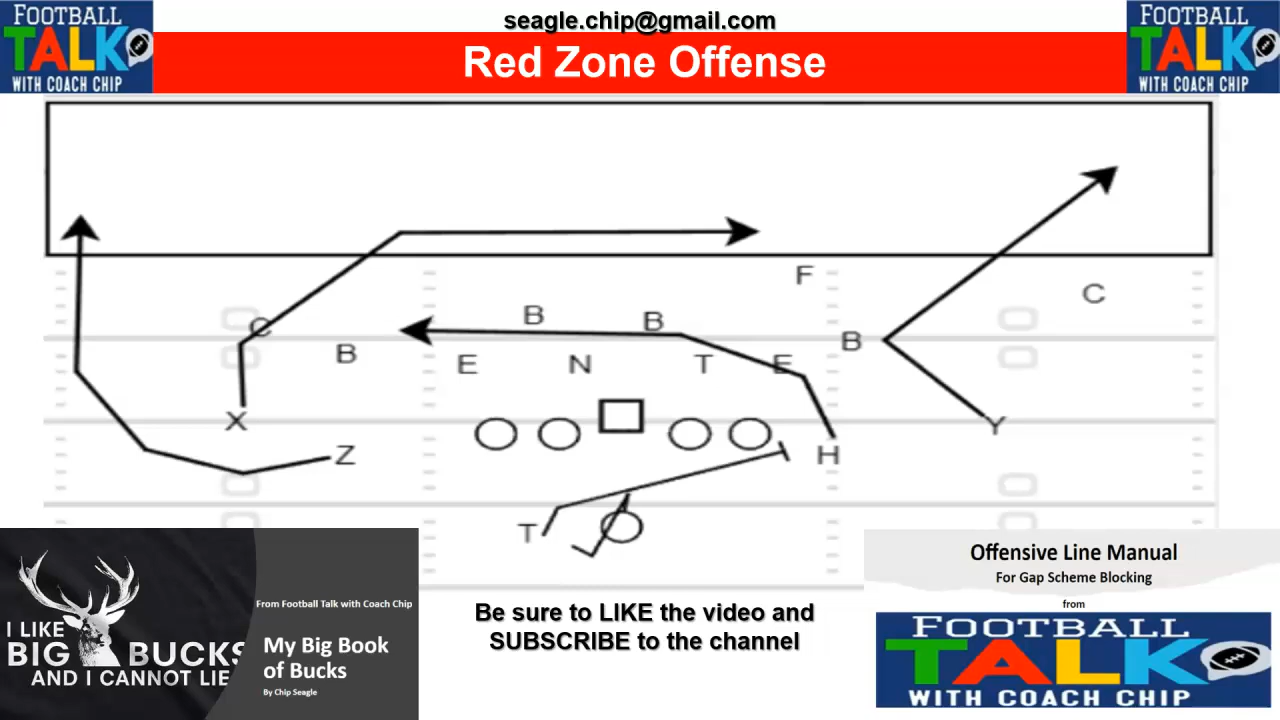 seagle.chip@gmail.com
FOOTBALL
TALK
WITH COACH CHIP
Red Zone Offense
FOOTBALL
TALK
WITH COACH CHIP
F
C
C
B
B
B
B
E
N
T
E
X
Y
Z
H
T
I LIKE
BIG BUCKS
AND I CANNOT LIE
From Football Talk with Coach Chip
My Big Book
of Bucks
By Chip Seagle
Be sure to LIKE the video and
SUBSCRIBE to the channel
Offensive Line Manual
For Gap Scheme Blocking
from
FOOTBALL
TALK
WITH COACH CHIP